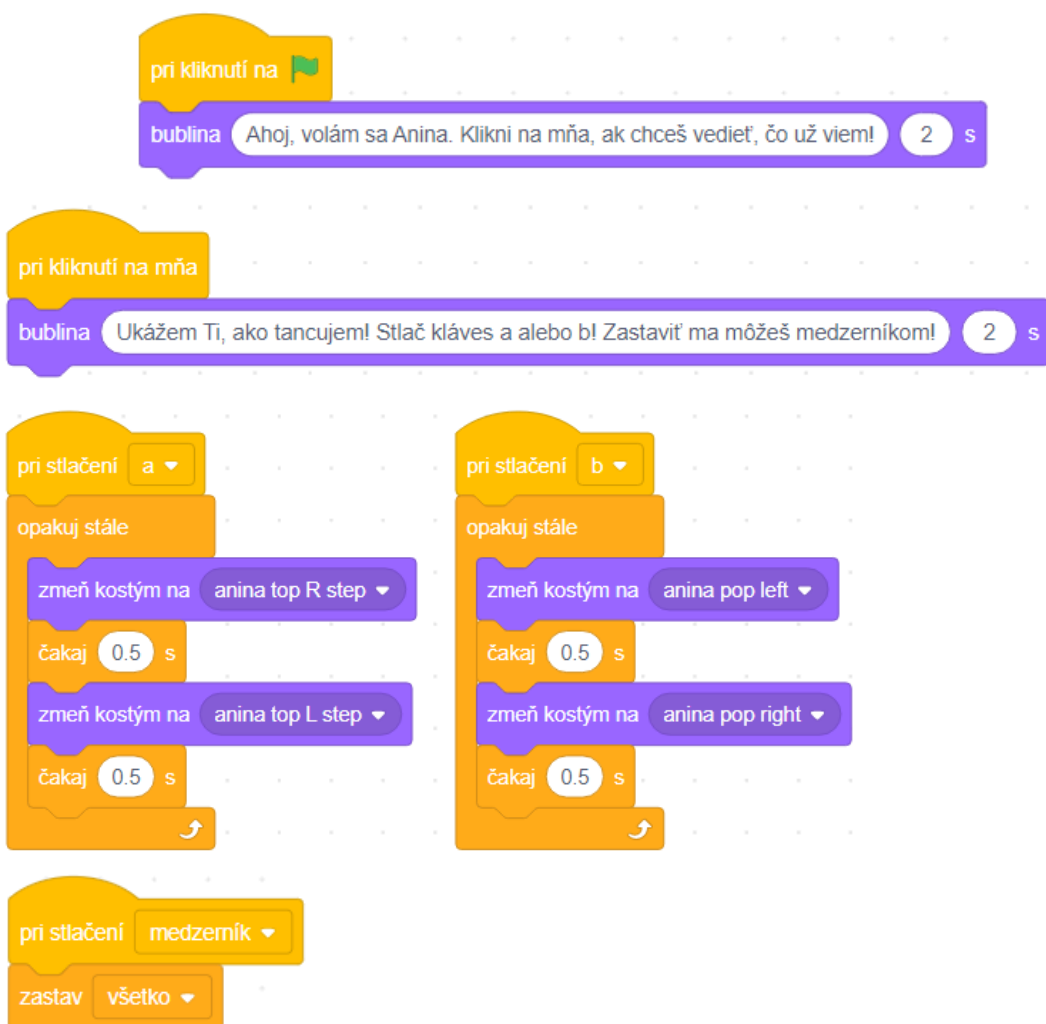 pri kliknutí na
bublina Ahoj, volám sa Anina. Klikni na mňa, ak chceš vedieť, čo už viem! 2 s
pri kliknutí na mňa
bublina Ukážem Ti, ako tancujem! Stlač kláves a alebo b! Zastaviť ma môžeš medzerníkom! 2 s
pri stlačení a
opakuj stále
zmeň kostým na anina top R step
čakaj 0.5 s
zmeň kostým na anina top L step
čakaj 0.5 s
pri stlačení b
opakuj stále
zmeň kostým na anina pop left
čakaj 0.5 s
zmeň kostým na anina pop right
čakaj 0.5 s
pri stlačení medzerník
zastav všetko